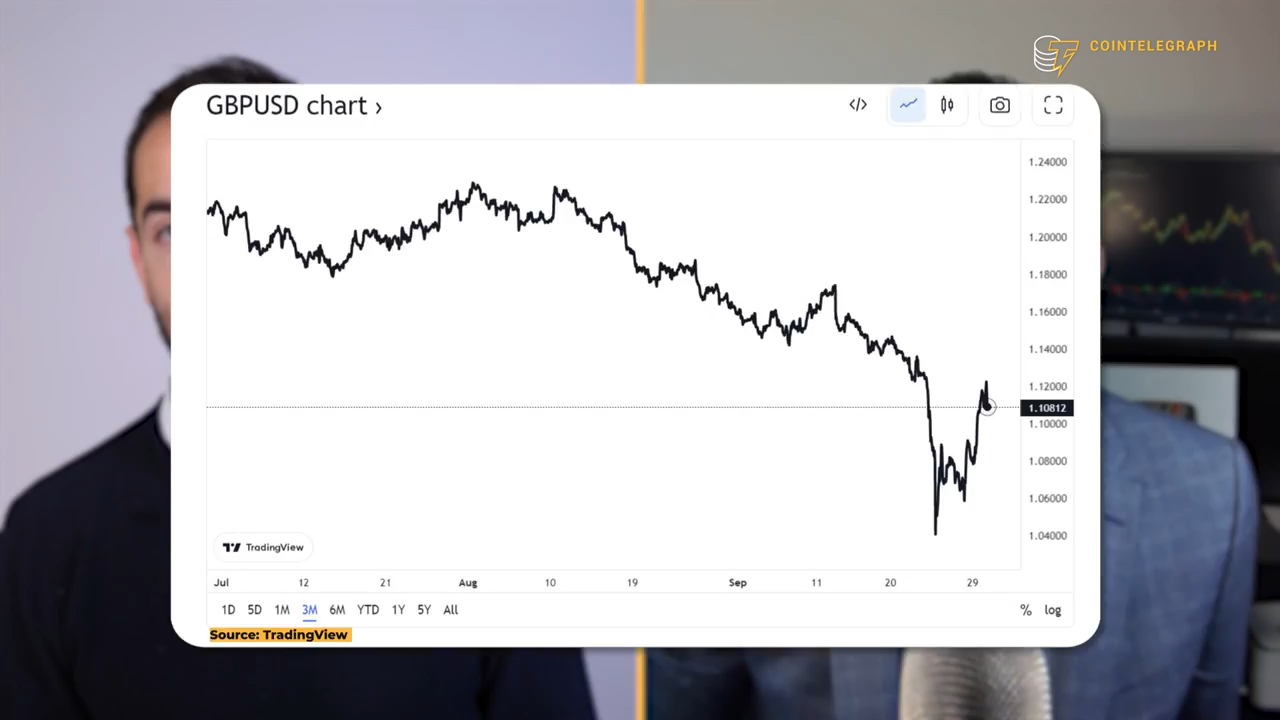 COINTELEGRAPH
GBPUSD chart ›
1.24000
1.22000
1.20000
1.18000
1.16000
1.14000
1.12000
1.10812
1.10000
1.08000
1.06000
1.04000
TradingView
Jul 12 21 Aug 10 19 Sep 11 20 29
1D 5D 1M 3M 6M YTD 1Y 5Y All % log
Source: TradingView